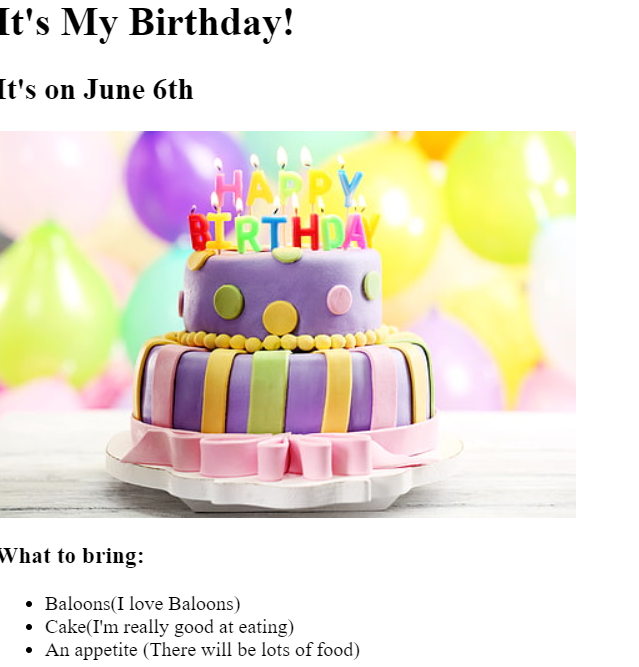 It's My Birthday!
It's on June 6th
HAPPY
BIRTHDAY
What to bring:
Baloons(I love Baloons)
Cake(I'm really good at eating)
An appetite (There will be lots of food)